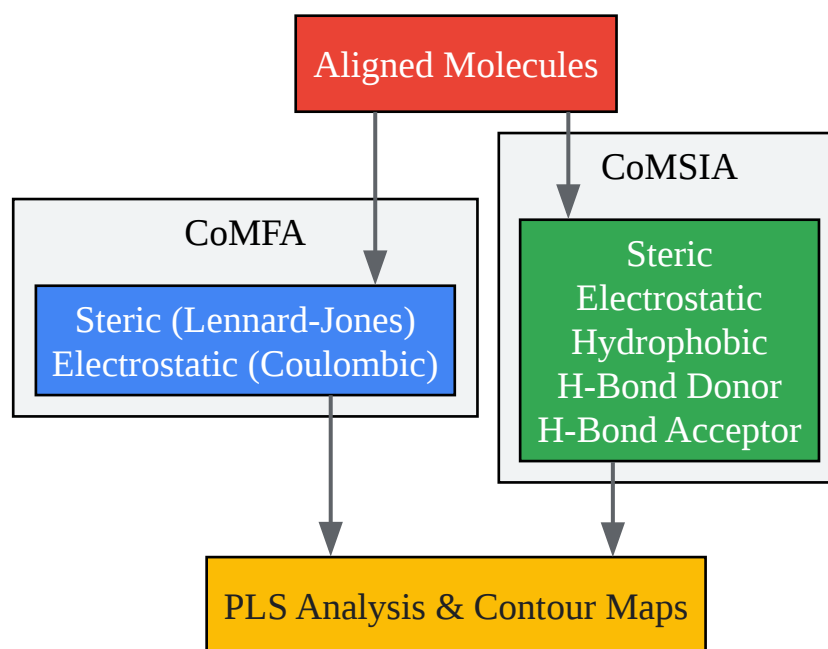 Aligned Molecules
CoMFA
Steric (Lennard-Jones)
Electrostatic (Coulombic)
CoMSIA
Steric
Electrostatic
Hydrophobic
H-Bond Donor
H-Bond Acceptor
PLS Analysis & Contour Maps